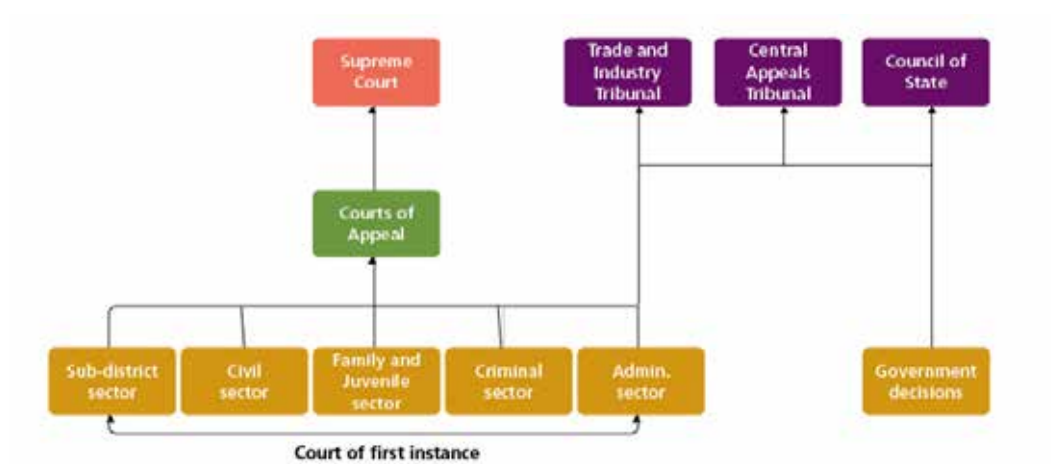 Supreme
Court
Trade and
Industry
Tribunal
Central
Appeals
Tribunal
Council of
State
Courts of
Appeal
Sub-district
sector
Civil
sector
Family and
Juvenile
sector
Criminal
sector
Admin.
sector
Government
decisions
Court of first instance